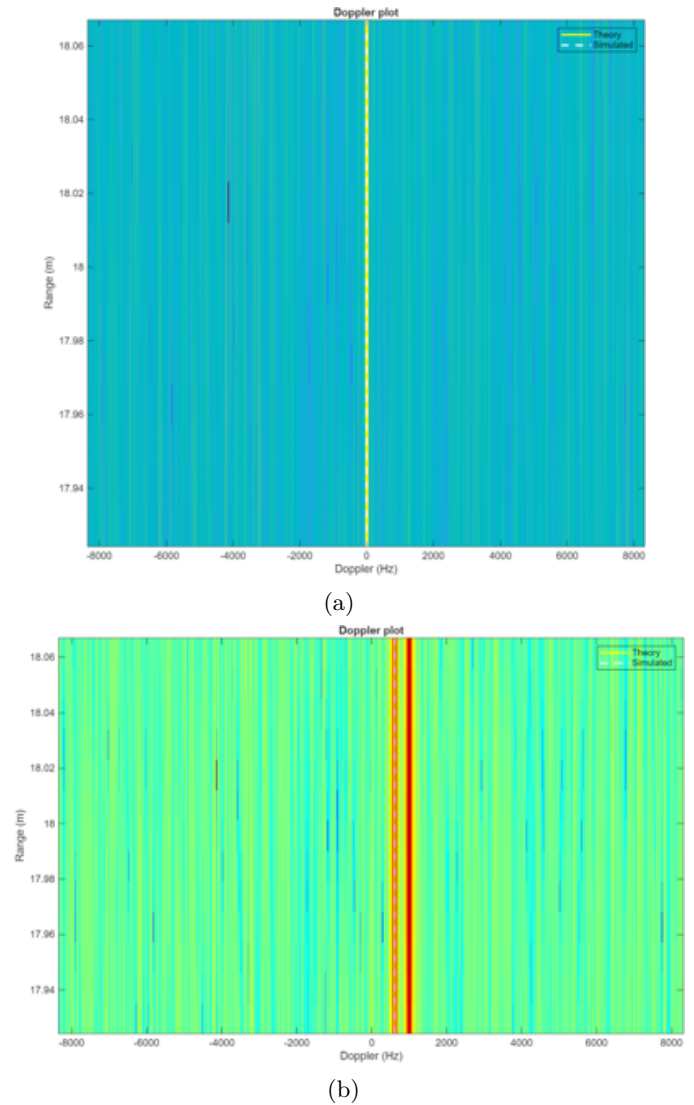 Doppler plot
Theory
Simulated
18.06
18.04
18.02
18
17.98
17.96
17.94
Range (m)
-8000 -6000 -4000 -2000 0 2000 4000 6000 8000
Doppler (Hz)
(a)
Doppler plot
Theory
Simulated
18.06
18.04
18.02
18
17.98
17.96
17.94
Range (m)
-8000 -6000 -4000 -2000 0 2000 4000 6000 8000
Doppler (Hz)
(b)